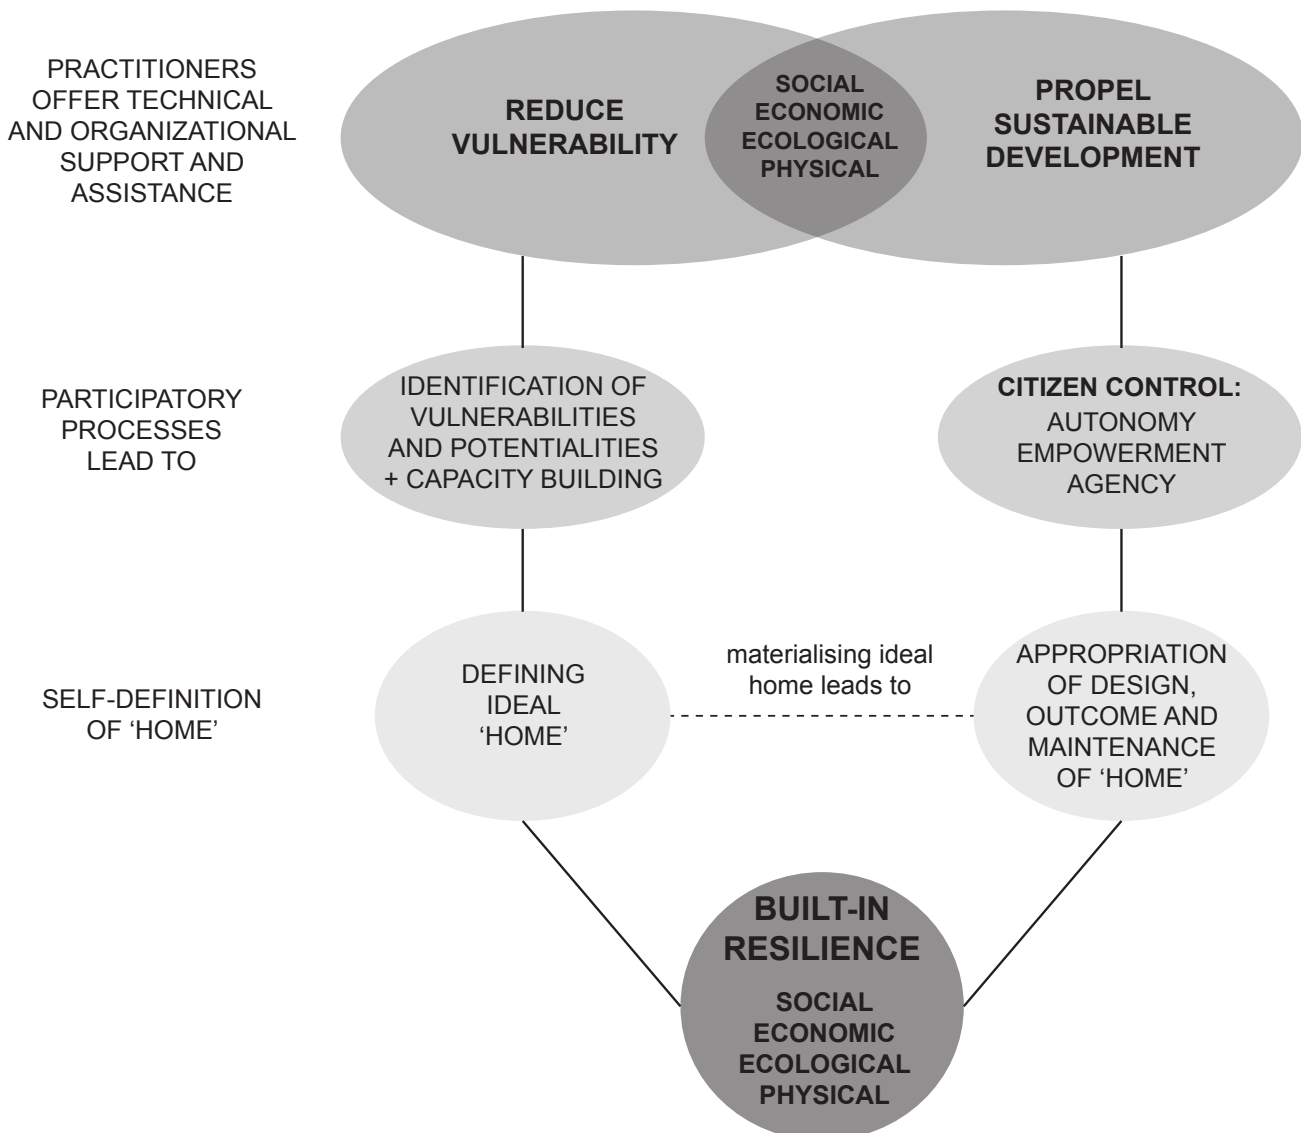 PRACTITIONERS
OFFER TECHNICAL
AND ORGANIZATIONAL
SUPPORT AND
ASSISTANCE
REDUCE
VULNERABILITY
SOCIAL
ECONOMIC
ECOLOGICAL
PHYSICAL
PROPEL
SUSTAINABLE
DEVELOPMENT
PARTICIPATORY
PROCESSES
LEAD TO
IDENTIFICATION OF
VULNERABILITIES
AND POTENTIALITIES
+ CAPACITY BUILDING
CITIZEN CONTROL:
AUTONOMY
EMPOWERMENT
AGENCY
SELF-DEFINITION
OF ‘HOME’
DEFINING
IDEAL
‘HOME’
materialising ideal
home leads to
APPROPRIATION
OF DESIGN,
OUTCOME AND
MAINTENANCE
OF ‘HOME’
BUILT-IN
RESILIENCE
SOCIAL
ECONOMIC
ECOLOGICAL
PHYSICAL